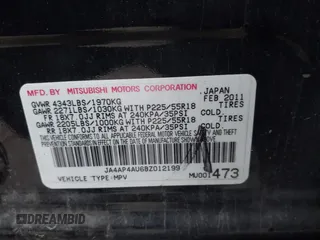 MFD BY MITSUBISHI MOTORS CORPORATION
GVWR 4343LBS/1970KG JAPAN
FEB 2011
GAWR 2271LBS/1030KG WITH P225/55R18 TIRES
FR 18X7.0JJ RIMS AT 240KPA/35PSI COLD
GAWR 2205LBS/1000KG WITH P225/55R18 TIRES
RR 18X7.0JJ RIMS AT 240KPA/35PSI COLD
JA4AP4AU6BZ012199
VEHICLE TYPE:MPV MU001473
DREAMBID